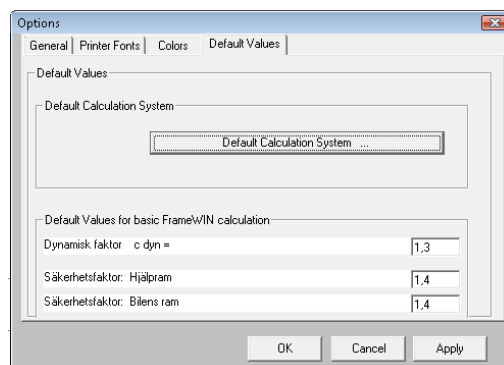 Options
General Printer Fonts Colors Default Values
Default Values
Default Calculation System
Default Calculation System ...
Default Values for basic FrameWIN calculation
Dynamisk faktor c dyn = 1,3
Säkerhetsfaktor: Hjälpram 1,4
Säkerhetsfaktor: Bilens ram 1,4
OK Cancel Apply